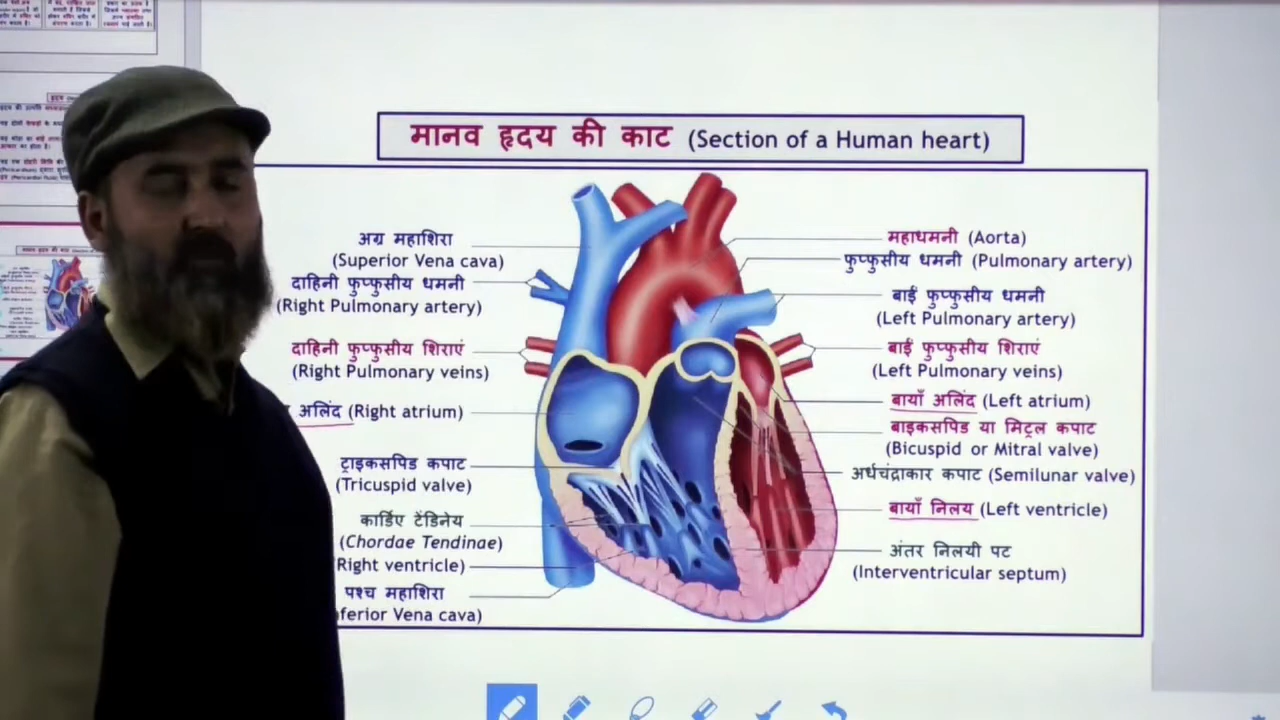 मानव हृदय की काट (Section of a Human heart)
अग्र महाशिरा
(Superior Vena cava)
दाहिनी फुप्फुसीय धमनी
(Right Pulmonary artery)
दाहिनी फुप्फुसीय शिराएं
(Right Pulmonary veins)
अलिंद (Right atrium)
ट्राइकसपिड कपाट
(Tricuspid valve)
कार्डिए टेंडिनेय
(Chordae Tendinae)
Right ventricle)
पश्च महाशिरा
ferior Vena cava)
महाधमनी (Aorta)
फुप्फुसीय धमनी (Pulmonary artery)
बाईं फुप्फुसीय धमनी
(Left Pulmonary artery)
बाईं फुप्फुसीय शिराएं
(Left Pulmonary veins)
बायाँ अलिंद (Left atrium)
बाइकसपिड या मिट्रल कपाट
(Bicuspid or Mitral valve)
अर्धचंद्राकार कपाट (Semilunar valve)
बायाँ निलय (Left ventricle)
अंतर निलयी पट
(Interventricular septum)